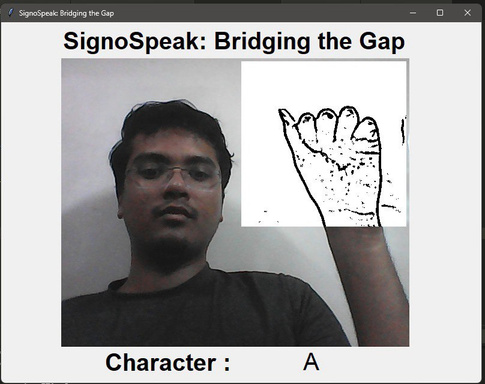 SignoSpeak: Bridging the Gap
SignoSpeak: Bridging the Gap
Character : A